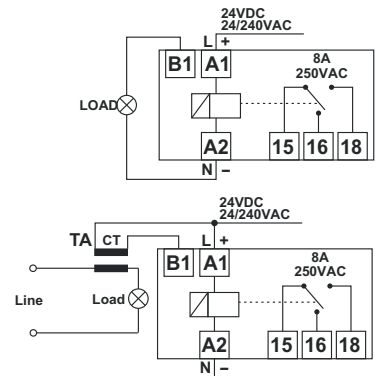 24VDC
24/240VAC
L +
B1 A1
8A
250VAC
LOAD
A2
15 16 18
N –
24VDC
24/240VAC
TA CT
L +
B1 A1
8A
250VAC
Line
Load
A2
15 16 18
N –